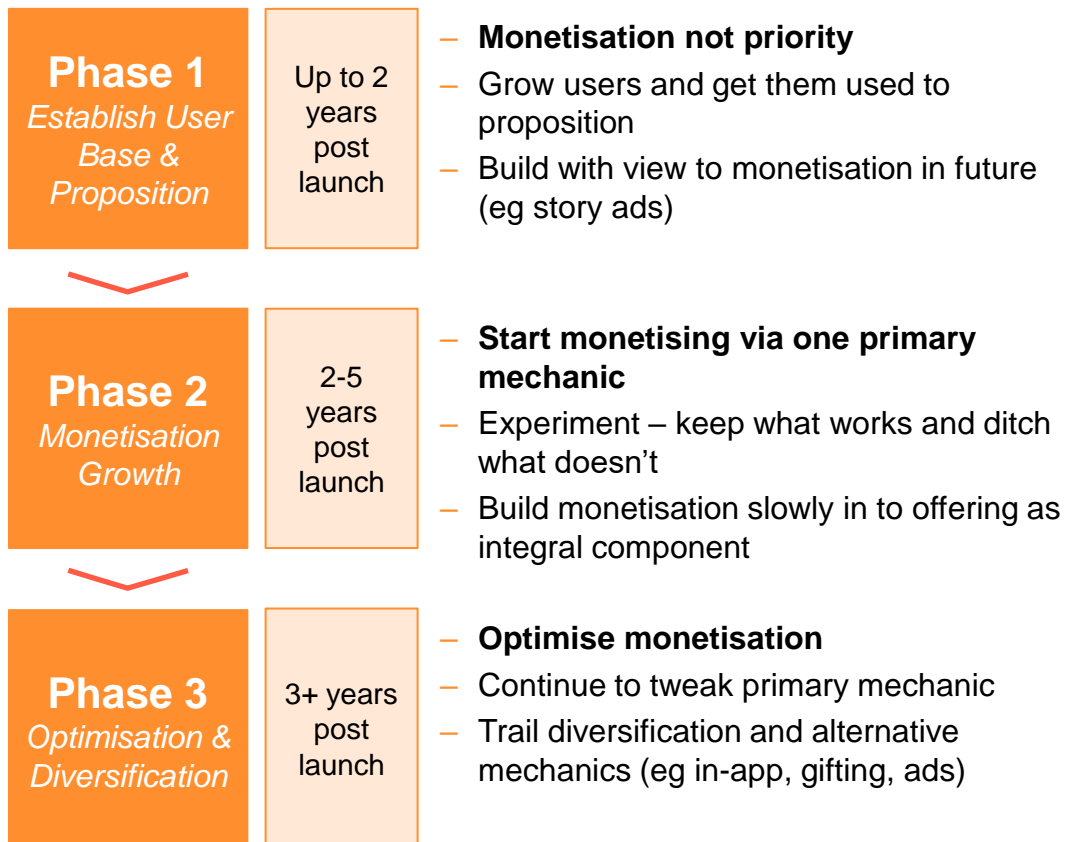 Phase 1
Establish User
Base &
Proposition
Up to 2
years
post
launch
– Monetisation not priority
– Grow users and get them used to
proposition
– Build with view to monetisation in future
(eg story ads)
Phase 2
Monetisation
Growth
2-5
years
post
launch
– Start monetising via one primary
mechanic
– Experiment – keep what works and ditch
what doesn’t
– Build monetisation slowly in to offering as
integral component
Phase 3
Optimisation &
Diversification
3+ years
post
launch
– Optimise monetisation
– Continue to tweak primary mechanic
– Trail diversification and alternative
mechanics (eg in-app, gifting, ads)